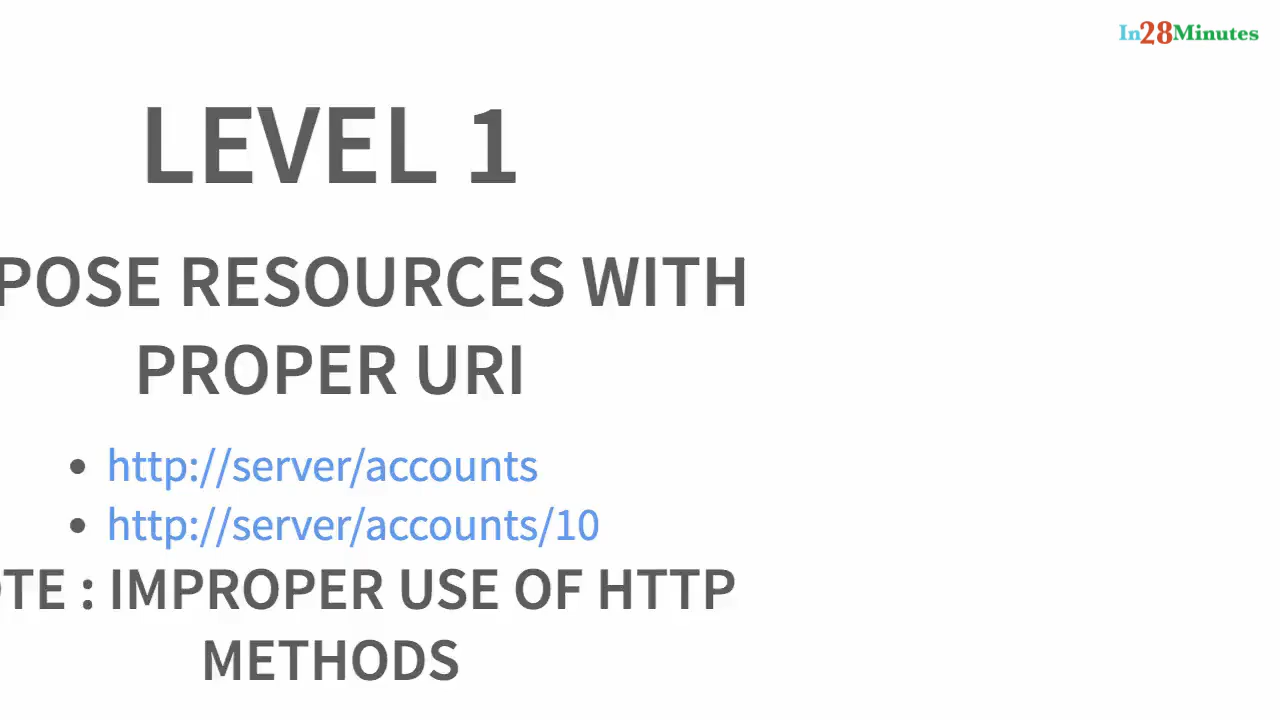 In28Minutes
LEVEL 1
POSE RESOURCES WITH
PROPER URI
• http://server/accounts
• http://server/accounts/10
OTE : IMPROPER USE OF HTTP
METHODS